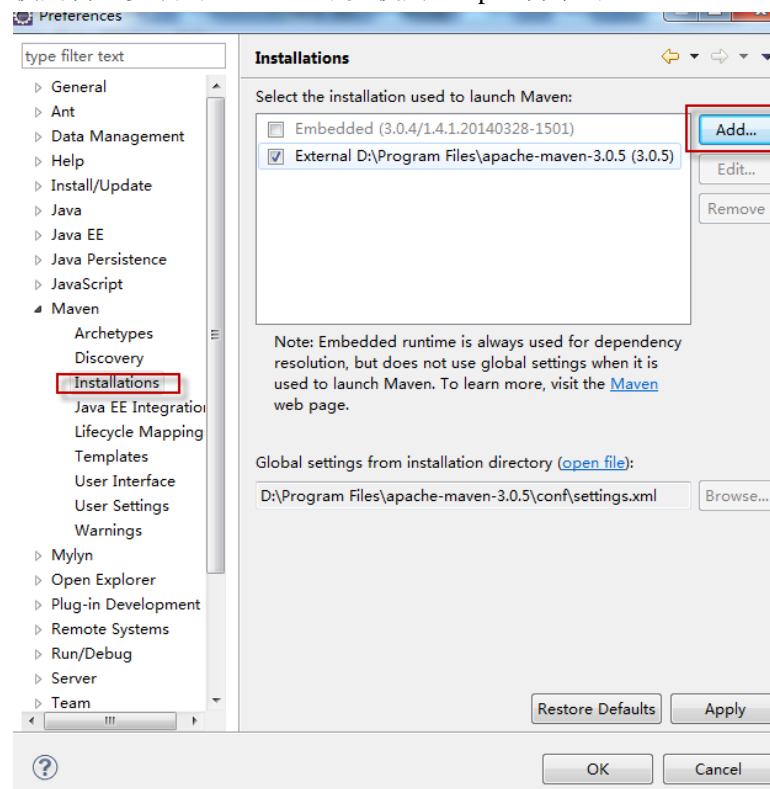 Preferences
type filter text
General
Ant
Data Management
Help
Install/Update
Java
Java EE
Java Persistence
JavaScript
Maven
Archetypes
Discovery
Installations
Java EE Integratio
Lifecycle Mapping
Templates
User Interface
User Settings
Warnings
Mylyn
Open Explorer
Plug-in Development
Remote Systems
Run/Debug
Server
Team
Installations
Select the installation used to launch Maven:
Embedded (3.0.4/1.4.1.20140328-1501)
External D:\Program Files\apache-maven-3.0.5 (3.0.5)
Add...
Edit...
Remove
Note: Embedded runtime is always used for dependency
resolution, but does not use global settings when it is
used to launch Maven. To learn more, visit the Maven
web page.
Global settings from installation directory (open file):
D:\Program Files\apache-maven-3.0.5\conf\settings.xml
Browse...
Restore Defaults
Apply
OK
Cancel